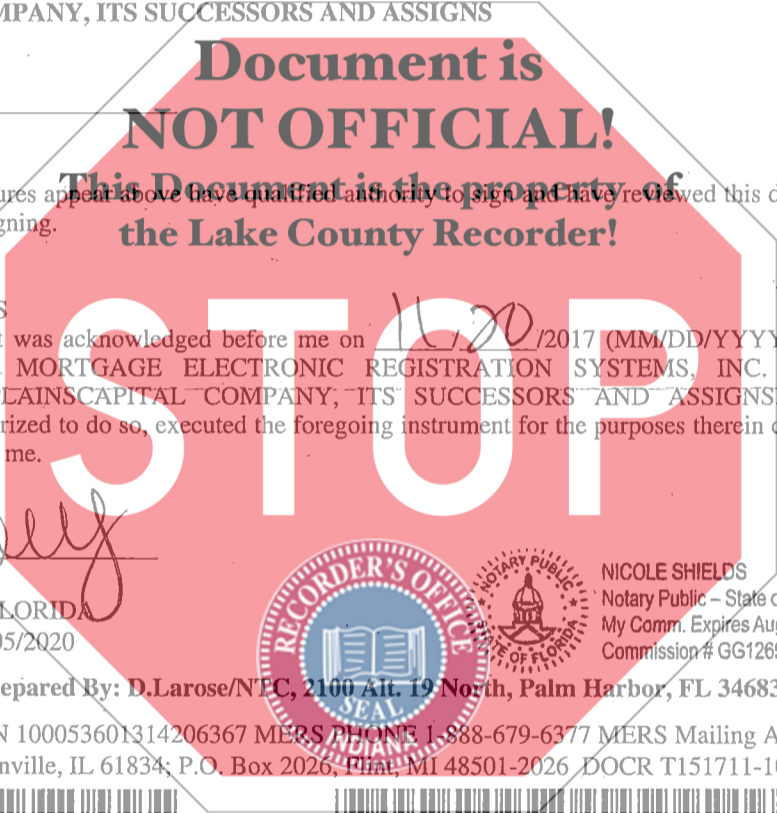 MPANY, ITS SUCCESSORS AND ASSIGNS
Document is
NOT OFFICIAL!
This Document is the property of
ures appear above have qualified authority to sign and have reviewed this d
gning.
the Lake County Recorder!
STOP
S
t was acknowledged before me on 11/20/2017 (MM/DD/YYYY
MORTGAGE ELECTRONIC REGISTRATION SYSTEMS, INC.
LAINSCAPITAL COMPANY, ITS SUCCESSORS AND ASSIGNS
rized to do so, executed the foregoing instrument for the purposes therein c
me.
LORIDA
05/2020
RECORDER'S OFFICE
SEAL
INDIANA
NOTARY PUBLIC
STATE OF FLORIDA
NICOLE SHIELDS
Notary Public – State o
My Comm. Expires Aug
Commission # GG1269
epared By: D.Larose/NTC, 2100 Alt. 19 North, Palm Harbor, FL 34683
N 100053601314206367 MERS PHONE 1-888-679-6377 MERS Mailing A
nville, IL 61834; P.O. Box 2026, Flint, MI 48501-2026 DOCR T151711-10